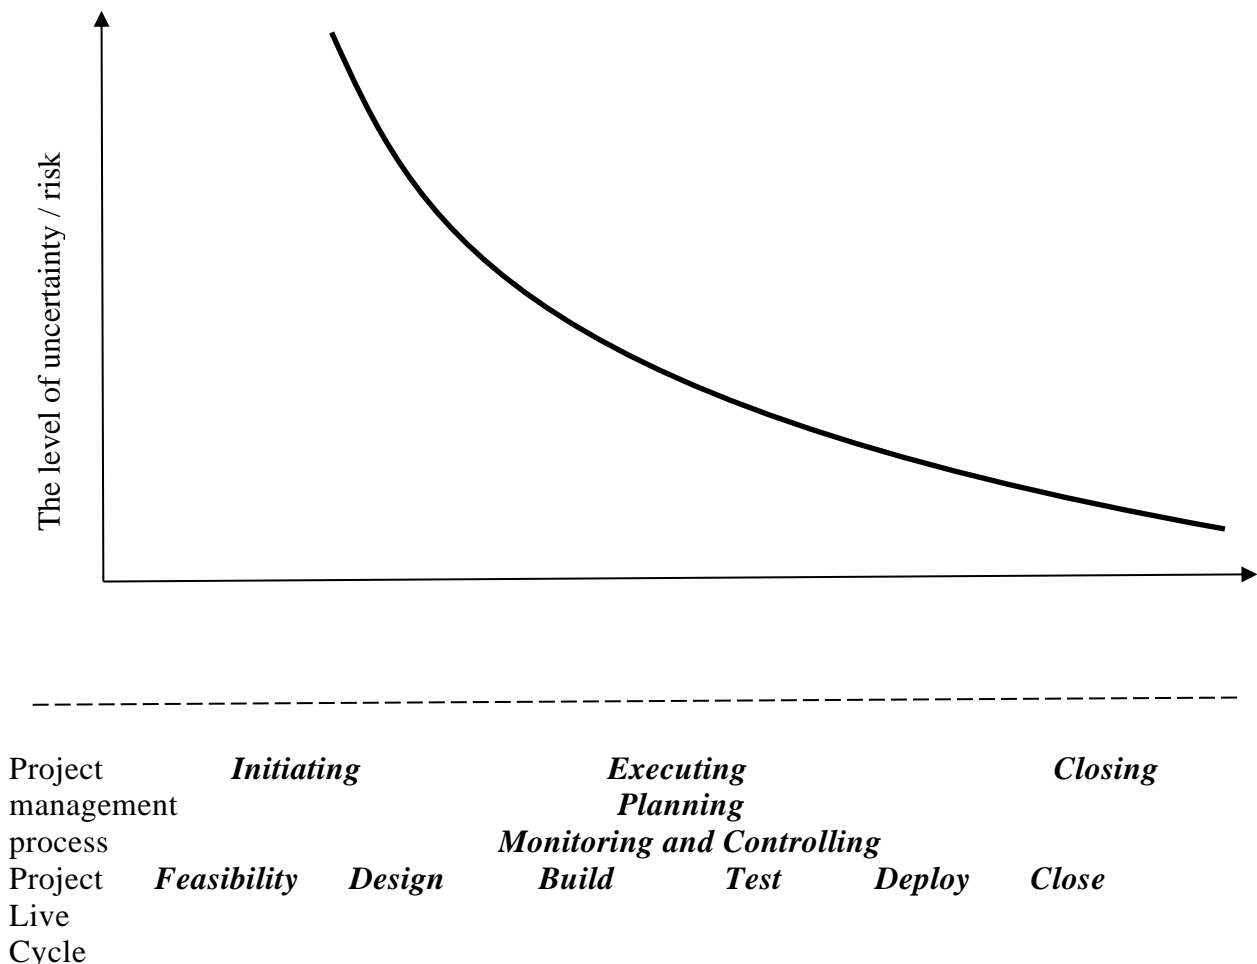 The level of uncertainty / risk
Project Initiating Executing Closing
management Planning
process Monitoring and Controlling
Project Feasibility Design Build Test Deploy Close
Live
Cycle